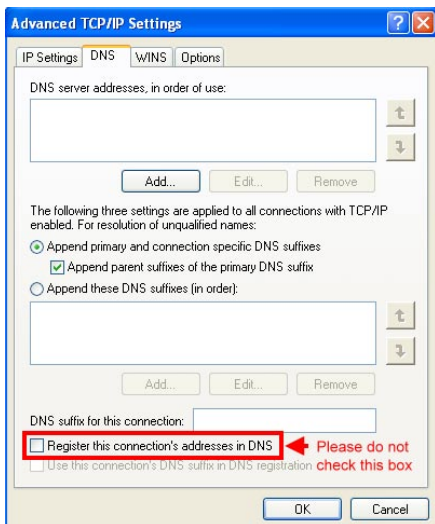 Advanced TCP/IP Settings
IP Settings DNS WINS Options
DNS server addresses, in order of use:
Add... Edit... Remove
The following three settings are applied to all connections with TCP/IP
enabled. For resolution of unqualified names:
Append primary and connection specific DNS suffixes
Append parent suffixes of the primary DNS suffix
Append these DNS suffixes (in order):
Add... Edit... Remove
DNS suffix for this connection:
Register this connection's addresses in DNS Please do not
Use this connection's DNS suffix in DNS registration check this box
OK Cancel